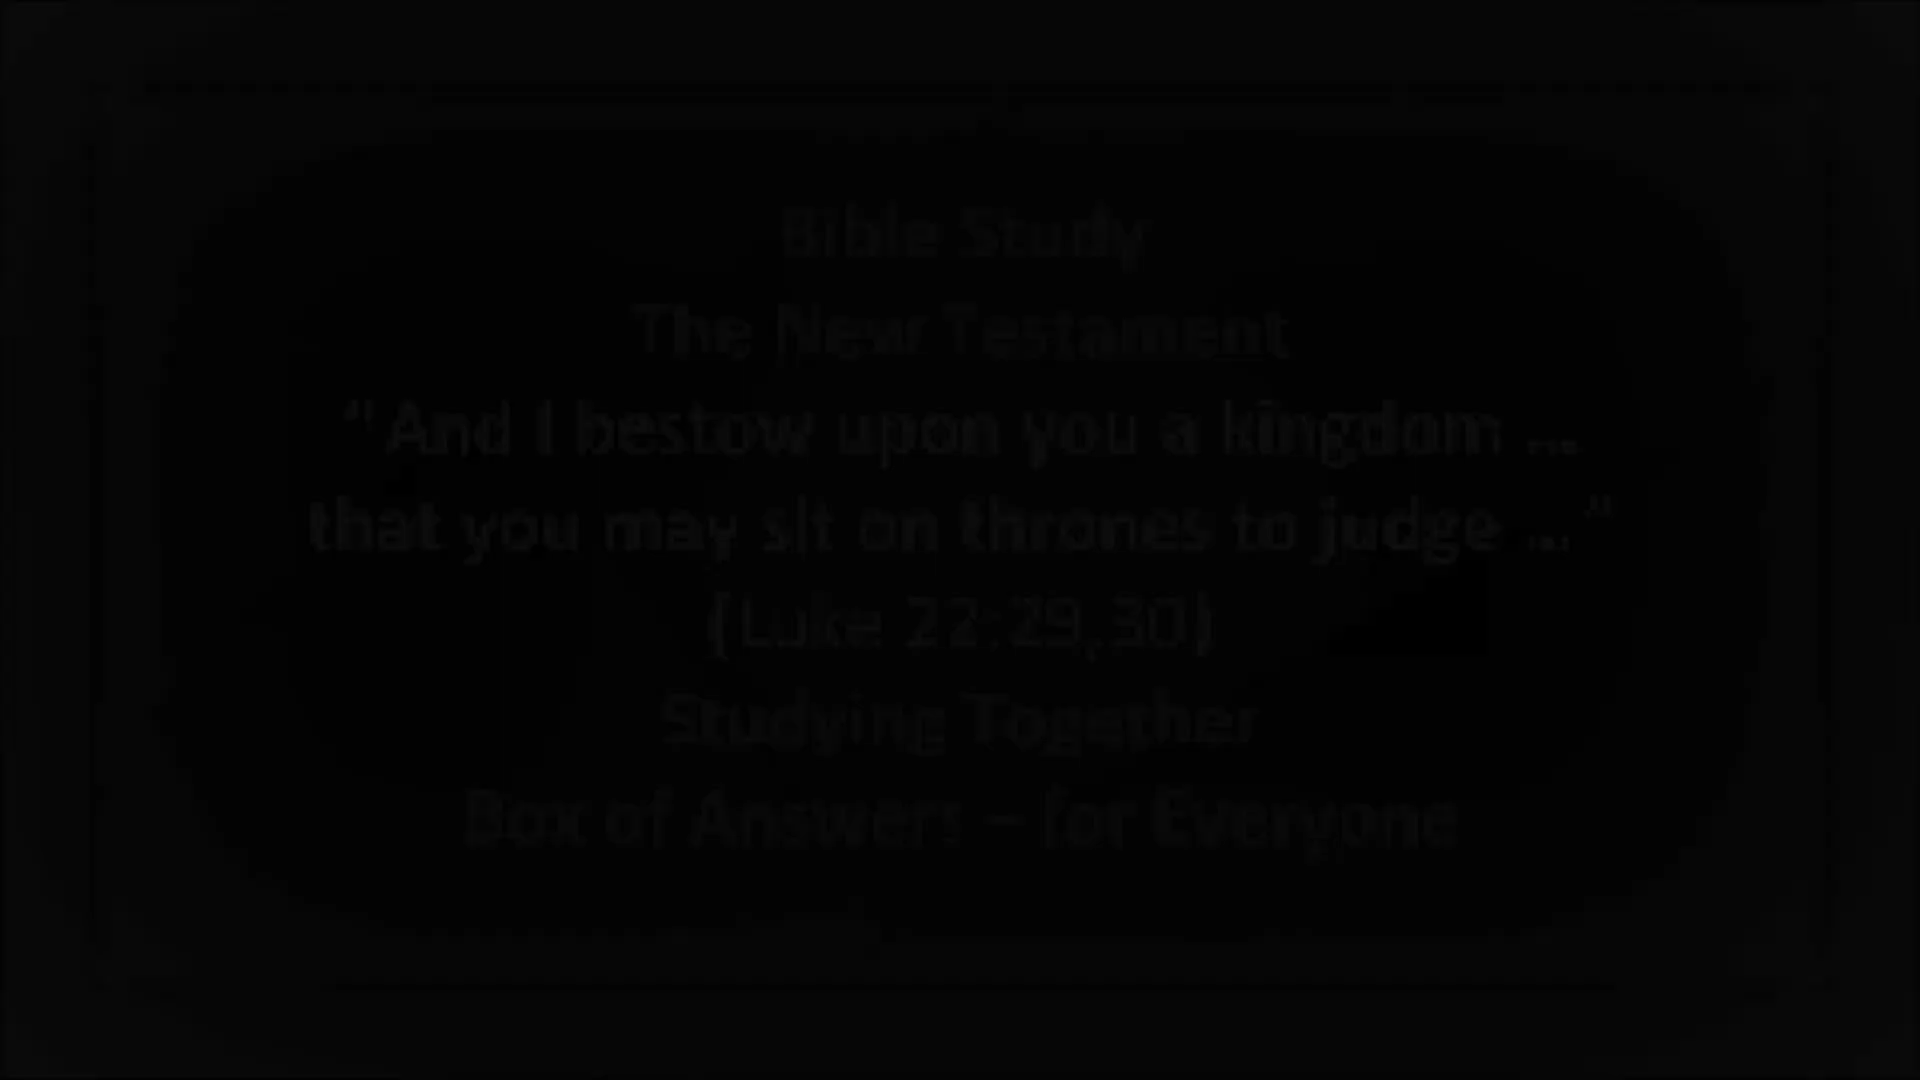 Bible Study
The New Testament
“And I bestow upon you a kingdom ...
that you may sit on thrones to judge ...”
(Luke 22:29,30)
Studying Together
Box of Answers – for Everyone